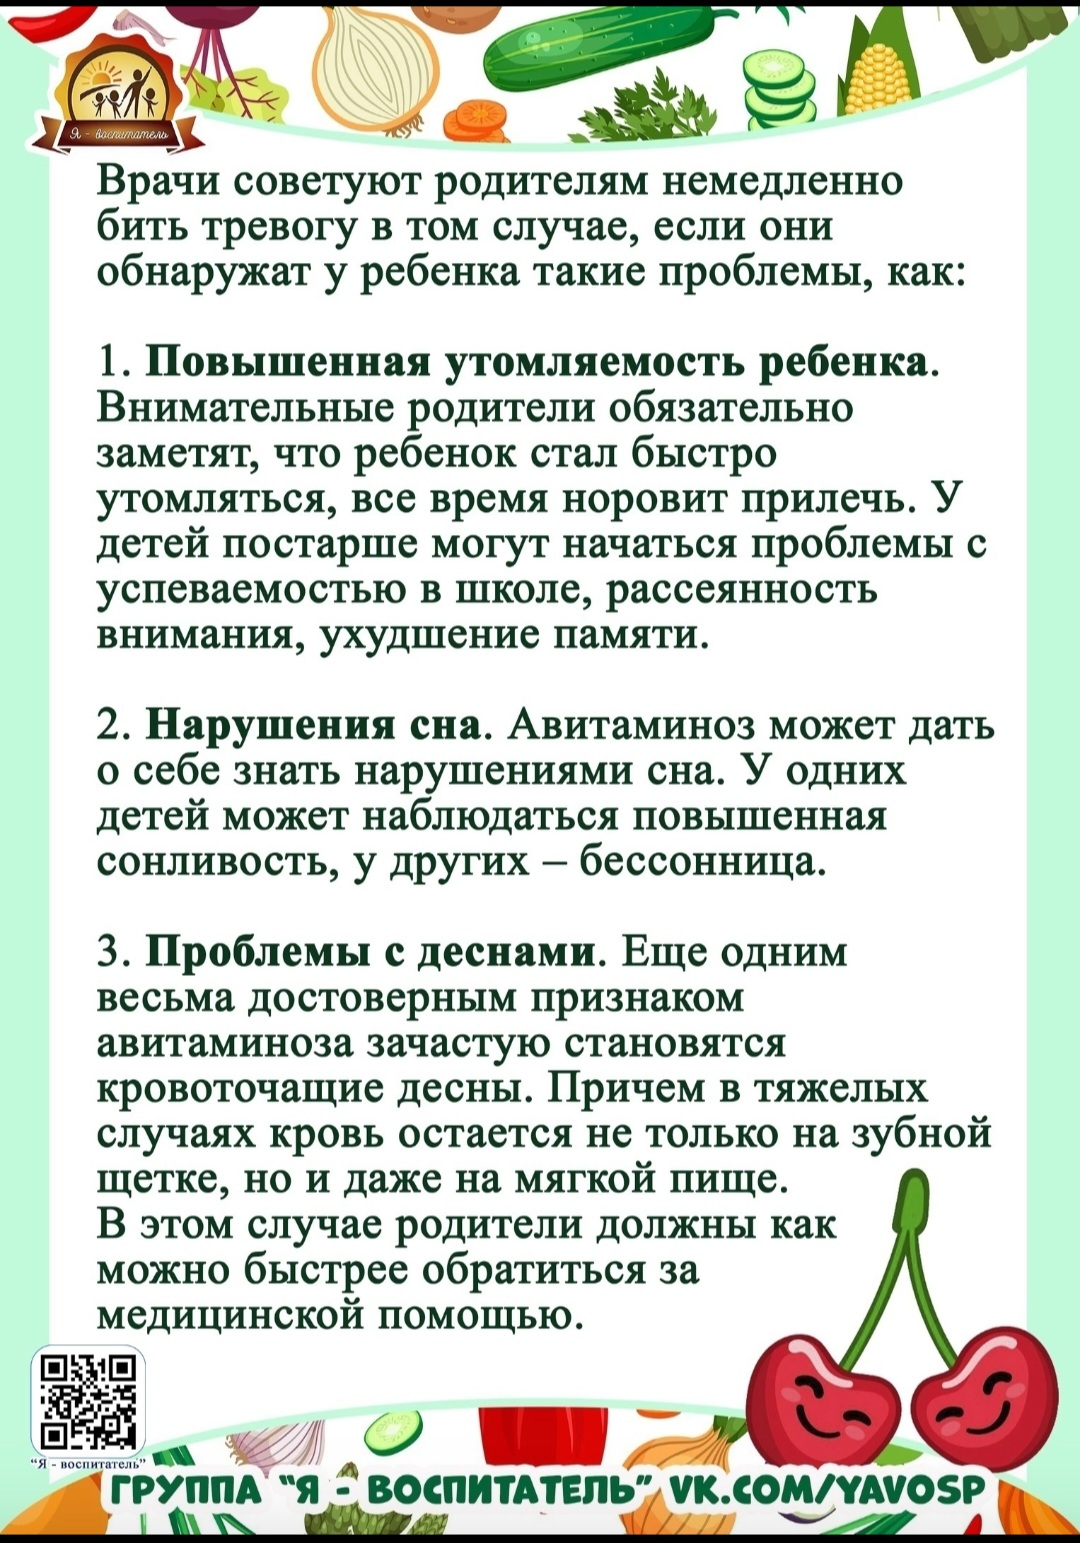 Я - воспитатель
Врачи советуют родителям немедленно
бить тревогу в том случае, если они
обнаружат у ребенка такие проблемы, как:
1. Повышенная утомляемость ребенка.
Внимательные родители обязательно
заметят, что ребенок стал быстро
утомляться, все время норовит прилечь. У
детей постарше могут начаться проблемы с
успеваемостью в школе, рассеянность
внимания, ухудшение памяти.
2. Нарушения сна. Авитаминоз может дать
о себе знать нарушениями сна. У одних
детей может наблюдаться повышенная
сонливость, у других – бессонница.
3. Проблемы с деснами. Еще одним
весьма достоверным признаком
авитаминоза зачастую становятся
кровоточащие десны. Причем в тяжелых
случаях кровь остается не только на зубной
щетке, но и даже на мягкой пище.
В этом случае родители должны как
можно быстрее обратиться за
медицинской помощью.
"Я - воспитатель"
ГРУППА "Я - ВОСПИТАТЕЛЬ" VK.COM/YAVOSP